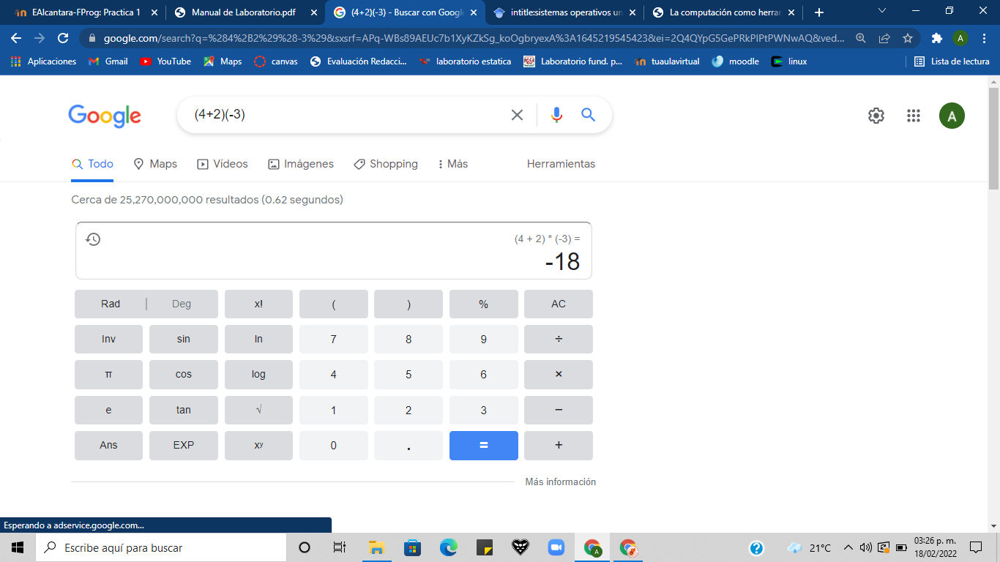 EAlcantara-FProg: Practica 1
Manual de Laboratorio.pdf
(4+2)(-3) - Buscar con Googl
intitle:sistemas operativos un
La computación como herrar
google.com/search?q=%284%2B2%29%28-3%29&sxsrf=APq-WBs89AEUc7b1XyKZkSg_koOgbryexA%3A1645219545423&ei=2Q4QYpG5GePRkPIPtPWNwAQ&ved...
A
Aplicaciones
Gmail
YouTube
Maps
canvas
Evaluación Redacci...
laboratorio estatica
Laboratorio fund. p...
tuaulavirtual
moodle
linux
Lista de lectura
Google
(4+2)(-3)
A
Todo
Maps
Vídeos
Imágenes
Shopping
Más
Herramientas
Cerca de 25,270,000,000 resultados (0.62 segundos)
(4 + 2) * (-3) =
-18
Rad | Deg x! ( ) % AC
Inv sin ln 7 8 9 ÷
π cos log 4 5 6 ×
e tan √ 1 2 3 −
Ans EXP xʸ 0 . = +
Más información
Esperando a adservice.google.com...
Escribe aquí para buscar
21°C
03:26 p. m.
18/02/2022